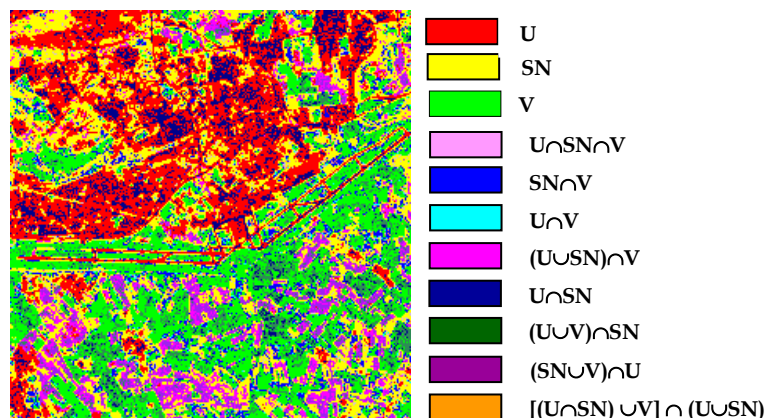 U
SN
V
U∩SN∩V
SN∩V
U∩V
(U∪SN)∩V
U∩SN
(U∪V)∩SN
(SN∪V)∩U
[(U∩SN) ∪V] ∩ (U∪SN)